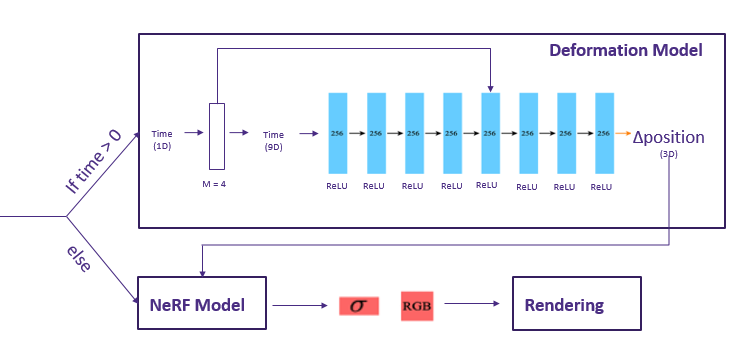 Deformation Model
If time > 0
Time
(1D)
M = 4
Time
(9D)
256
256
256
256
256
256
256
256
ReLU
ReLU
ReLU
ReLU
ReLU
ReLU
ReLU
ReLU
Δposition
(3D)
else
NeRF Model
σ
RGB
Rendering